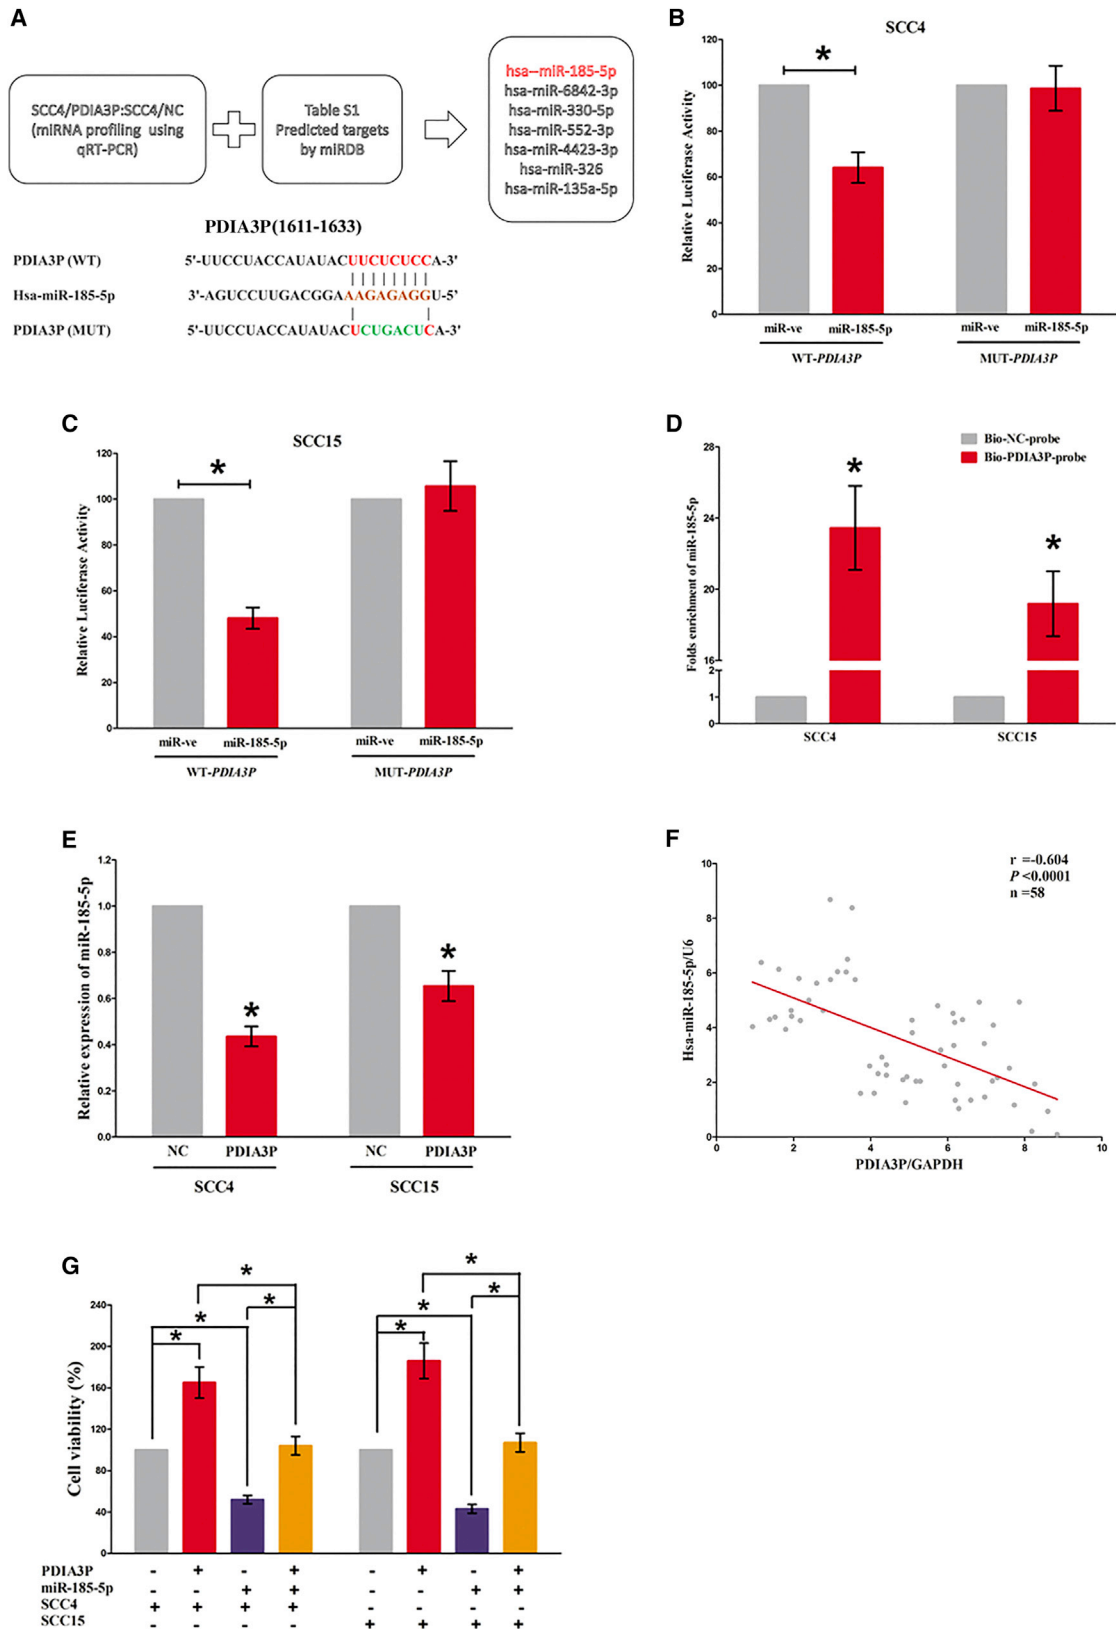 A
SCC4/PDIA3P:SCC4/NC
(miRNA profiling using
qRT-PCR)
Table S1
Predicted targets
by miRDB
hsa-miR-185-5p
hsa-miR-6842-3p
hsa-miR-330-5p
hsa-miR-552-3p
hsa-miR-4423-3p
hsa-miR-326
hsa-miR-135a-5p
PDIA3P(1611-1633)
PDIA3P (WT) 5'-UUCCUACCAUAUACUUCUCUCCA-3'
Hsa-miR-185-5p 3'-AGUCCUUGACGGAAAGAGAGGU-5'
PDIA3P (MUT) 5'-UUCCUACCAUAUACUCUGACUCA-3'
B
SCC4
Relative Luciferase Activity
120
100
80
60
40
20
0
*
miR-ve miR-185-5p miR-ve miR-185-5p
WT-PDIA3P MUT-PDIA3P
C
SCC15
Relative Luciferase Activity
120
100
80
60
40
20
0
*
miR-ve miR-185-5p miR-ve miR-185-5p
WT-PDIA3P MUT-PDIA3P
D
Bio-NC-probe
Bio-PDIA3P-probe
Folds enrichment of miR-185-5p
28
24
20
16
2
1
0
* *
SCC4 SCC15
E
Relative expression of miR-185-5p
1.2
1.0
0.8
0.6
0.4
0.2
0.0
* *
NC PDIA3P NC PDIA3P
SCC4 SCC15
F
r =-0.604
P <0.0001
n =58
Hsa-miR-185-5p/U6
10
8
6
4
2
0
0 2 4 6 8 10
PDIA3P/GAPDH
G
Cell viability (%)
240
200
160
120
80
40
0
* * * *
* * * *
PDIA3P - + - + - + - +
miR-185-5p - - + + - - + +
SCC4 + + + + - - - -
SCC15 - - - - + + + +